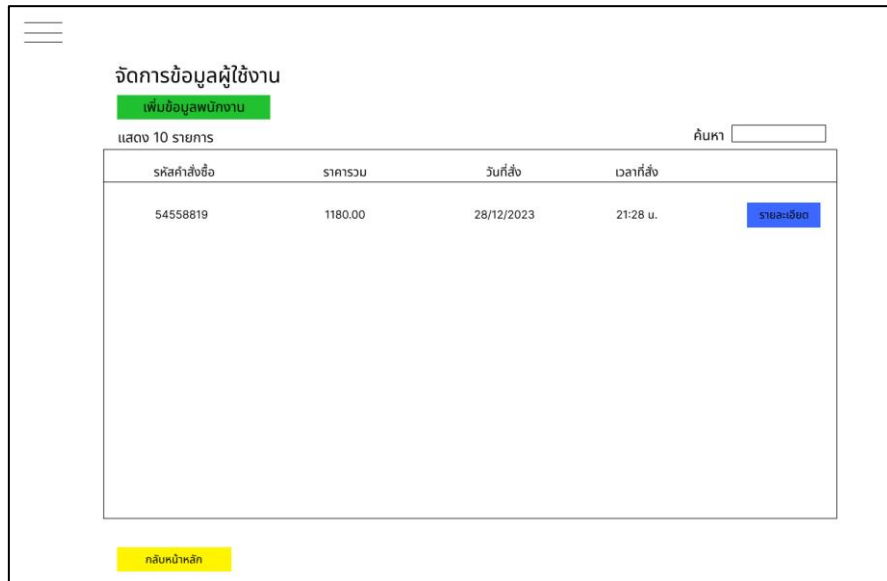 จัดการข้อมูลผู้ใช้งาน
เพิ่มข้อมูลพนักงาน
แสดง 10 รายการ ค้นหา
รหัสคำสั่งซื้อ ราคารวม วันที่สั่ง เวลาที่สั่ง
54558819 1180.00 28/12/2023 21:28 น. รายละเอียด
กลับหน้าหลัก